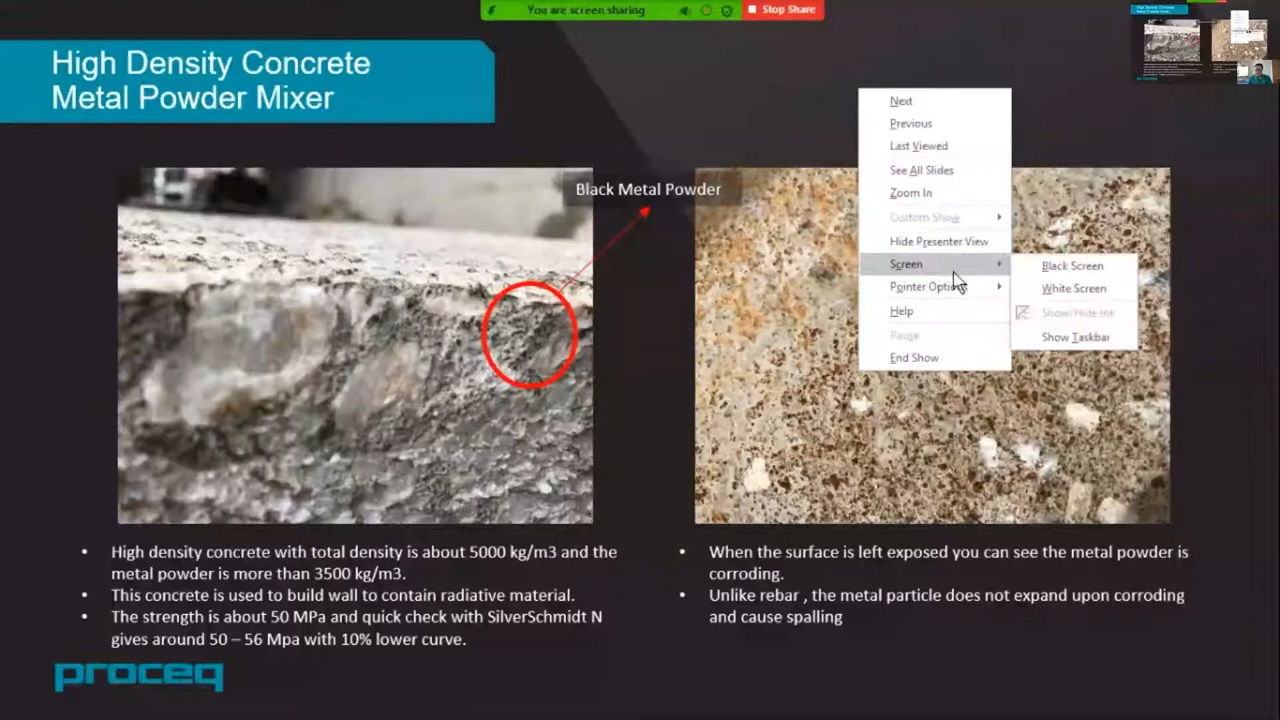 You are screen sharing
Stop Share
High Density Concrete
Metal Powder Mixer
Black Metal Powder
Next
Previous
Last Viewed
See All Slides
Zoom In
Custom Show
Hide Presenter View
Screen
Pointer
Help
Pause
End Show
Black Screen
White Screen
Show/Hide Ink
Show Taskbar
• High density concrete with total density is about 5000 kg/m3 and the
metal powder is more than 3500 kg/m3.
• This concrete is used to build wall to contain radiative material.
• The strength is about 50 MPa and quick check with SilverSchmidt N
gives around 50 – 56 Mpa with 10% lower curve.
• When the surface is left exposed you can see the metal powder is
corroding.
• Unlike rebar , the metal particle does not expand upon corroding
and cause spalling
proceq